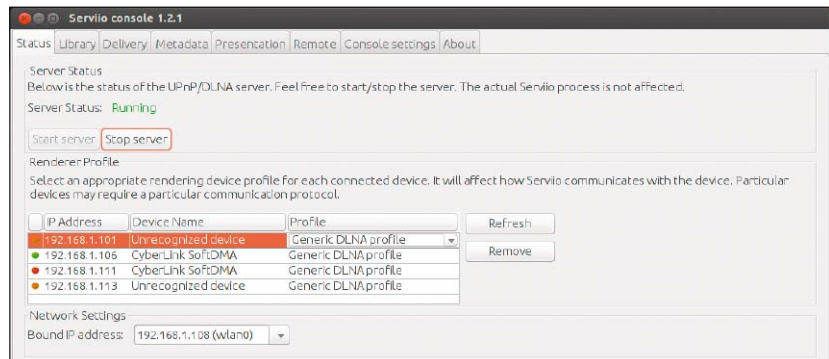 Serviio console 1.2.1
Status Library Delivery Metadata Presentation Remote Console settings About
Server Status
Below is the status of the UPnP/DLNA server. Feel free to start/stop the server. The actual Serviio process is not affected.
Server Status: Running
Start server Stop server
Renderer Profile
Select an appropriate rendering device profile for each connected device. It will affect how Serviio communicates with the device. Particular
devices may require a particular communication protocol.
IP Address Device Name Profile Refresh
192.168.1.101 Unrecognized device Generic DLNA profile
192.168.1.106 CyberLink SoftDMA Generic DLNA profile Remove
192.168.1.111 CyberLink SoftDMA Generic DLNA profile
192.168.1.113 Unrecognized device Generic DLNA profile
Network Settings
Bound IP address: 192.168.1.108 (wlan0)